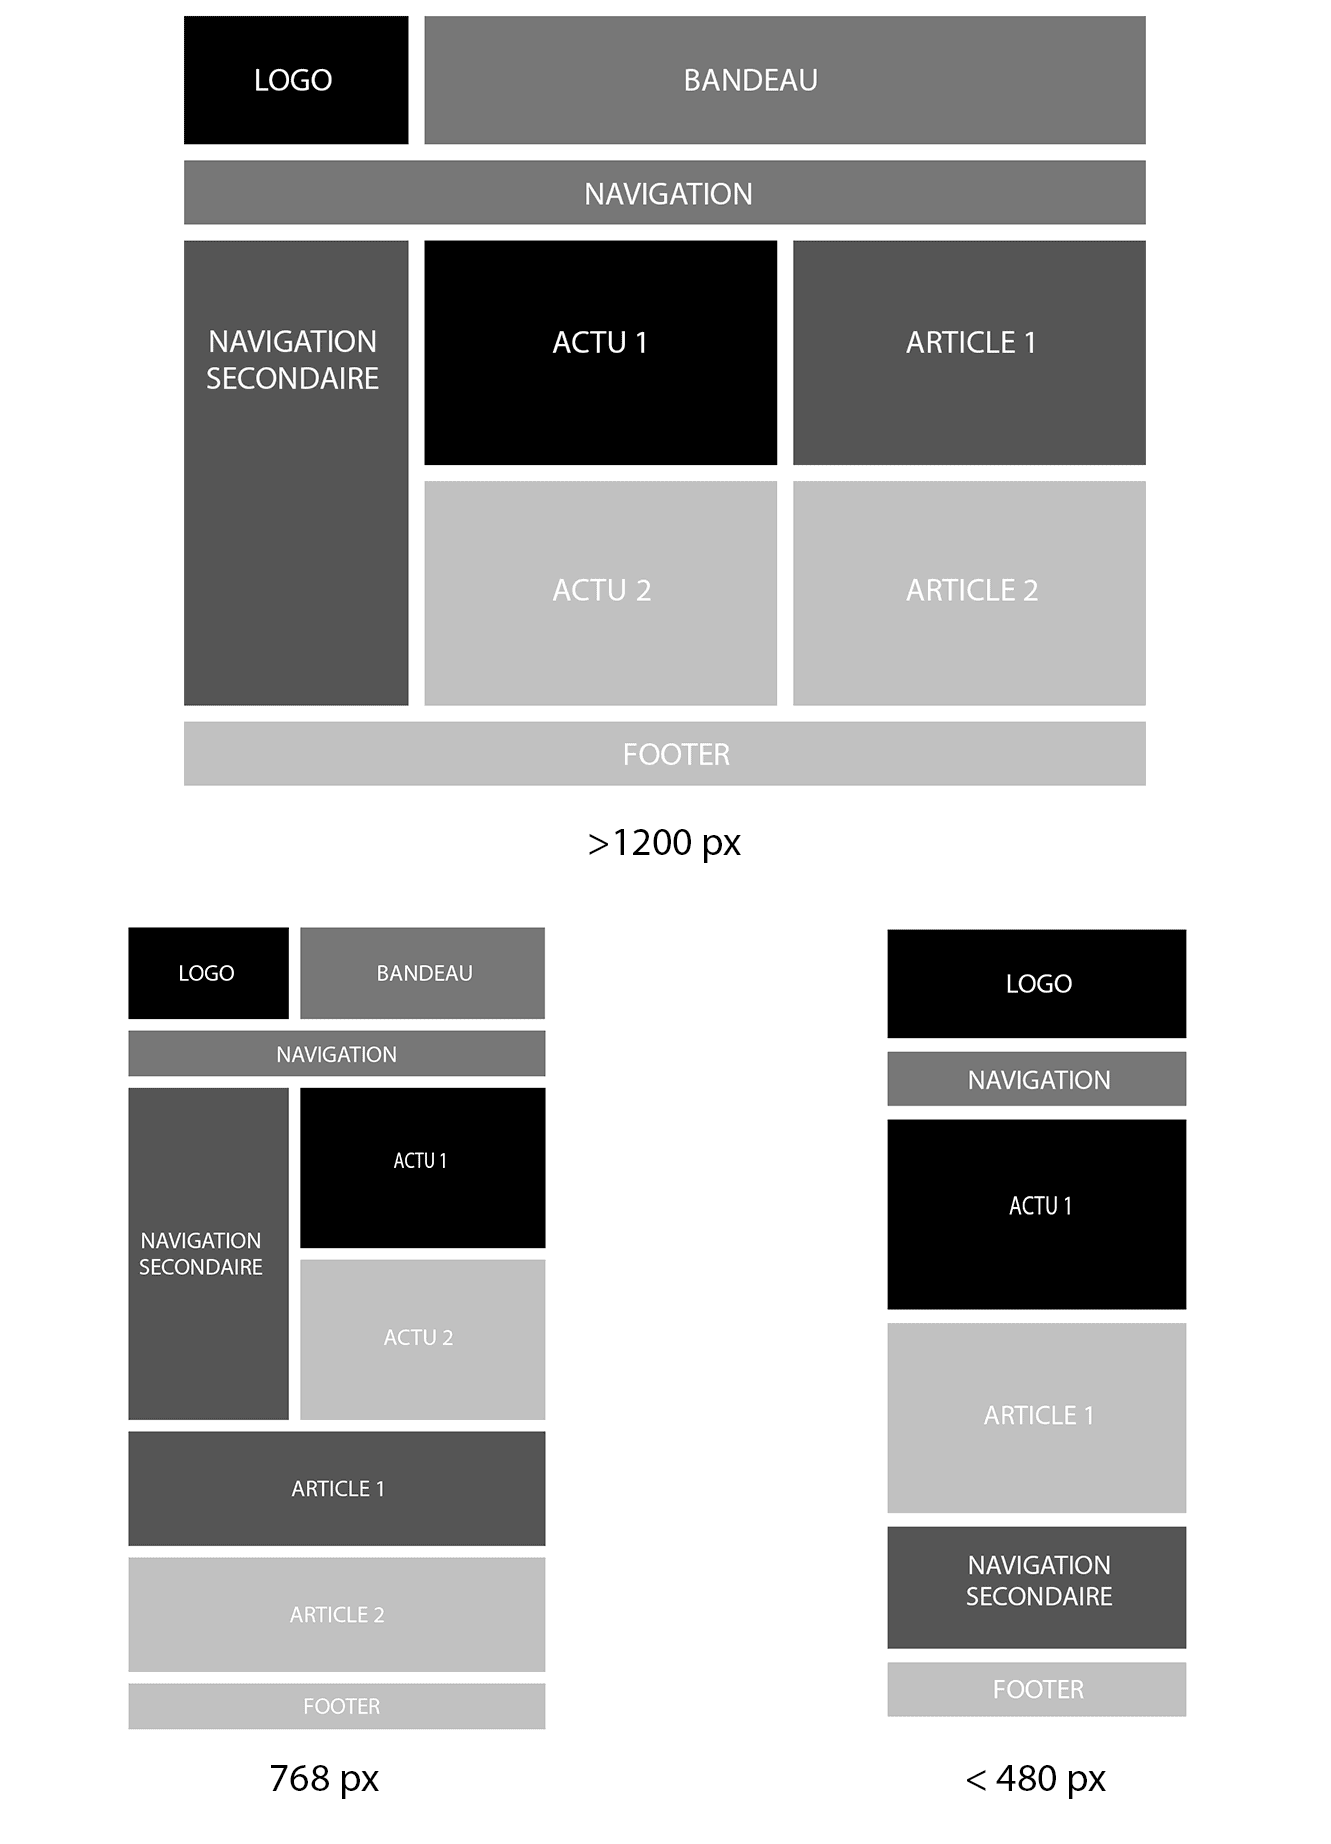 LOGO
BANDEAU
NAVIGATION
NAVIGATION
SECONDAIRE
ACTU 1
ARTICLE 1
ACTU 2
ARTICLE 2
FOOTER
>1200 px
LOGO
BANDEAU
NAVIGATION
NAVIGATION
SECONDAIRE
ACTU 1
ACTU 2
ARTICLE 1
ARTICLE 2
FOOTER
768 px
LOGO
NAVIGATION
ACTU 1
ARTICLE 1
NAVIGATION
SECONDAIRE
FOOTER
< 480 px